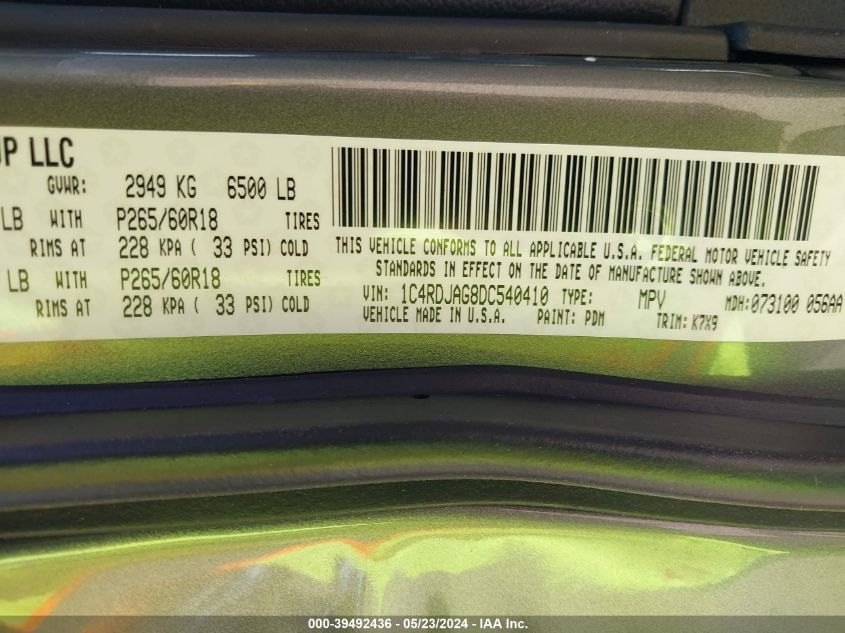 UP LLC
GVWR: 2949 KG 6500 LB
LB WITH P265/60R18 TIRES
RIMS AT 228 KPA ( 33 PSI) COLD
LB WITH P265/60R18 TIRES
RIMS AT 228 KPA ( 33 PSI) COLD
THIS VEHICLE CONFORMS TO ALL APPLICABLE U.S.A. FEDERAL MOTOR VEHICLE SAFETY
STANDARDS IN EFFECT ON THE DATE OF MANUFACTURE SHOWN ABOVE.
VIN: 1C4RDJAG8DC540410 TYPE: MPV MDH:073100 056AA
VEHICLE MADE IN U.S.A. PAINT: PDM TRIM: K7X9
000-39492436 - 05/23/2024 - IAA Inc.